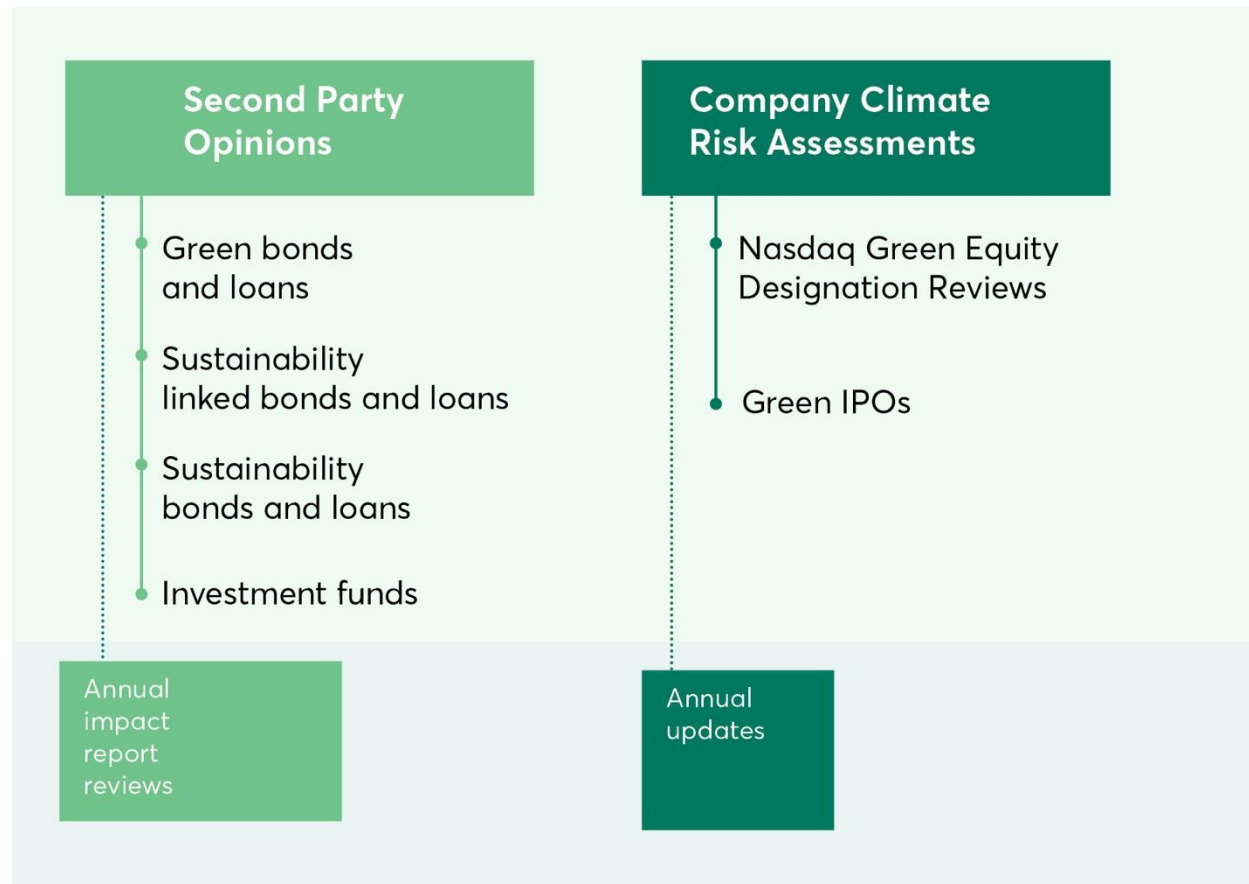 Second Party
Opinions
Green bonds
and loans
Sustainability
linked bonds and loans
Sustainability
bonds and loans
Investment funds
Annual
impact
report
reviews
Company Climate
Risk Assessments
Nasdaq Green Equity
Designation Reviews
Green IPOs
Annual
updates